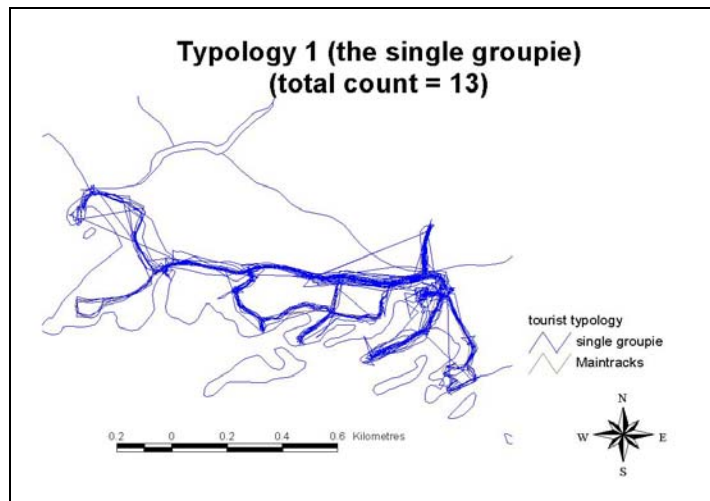 Typology 1 (the single groupie)
(total count = 13)
tourist typology
single groupie
Maintracks
0.2 0 0.2 0.4 0.6 Kilometres
N
W E
S